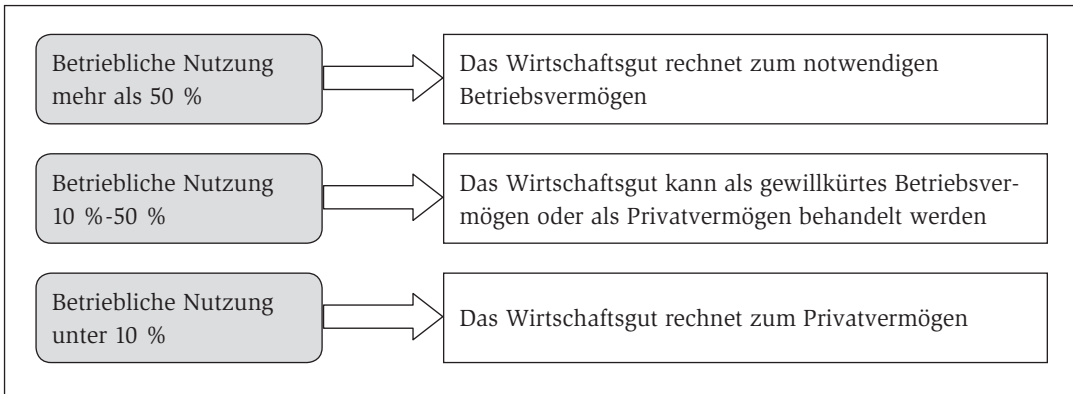 Betriebliche Nutzung
mehr als 50 %
Das Wirtschaftsgut rechnet zum notwendigen
Betriebsvermögen
Betriebliche Nutzung
10 %-50 %
Das Wirtschaftsgut kann als gewillkürtes Betriebsver-
mögen oder als Privatvermögen behandelt werden
Betriebliche Nutzung
unter 10 %
Das Wirtschaftsgut rechnet zum Privatvermögen